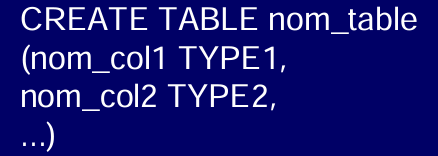 CREATE TABLE nom_table
(nom_col1 TYPE1,
nom_col2 TYPE2,
...)